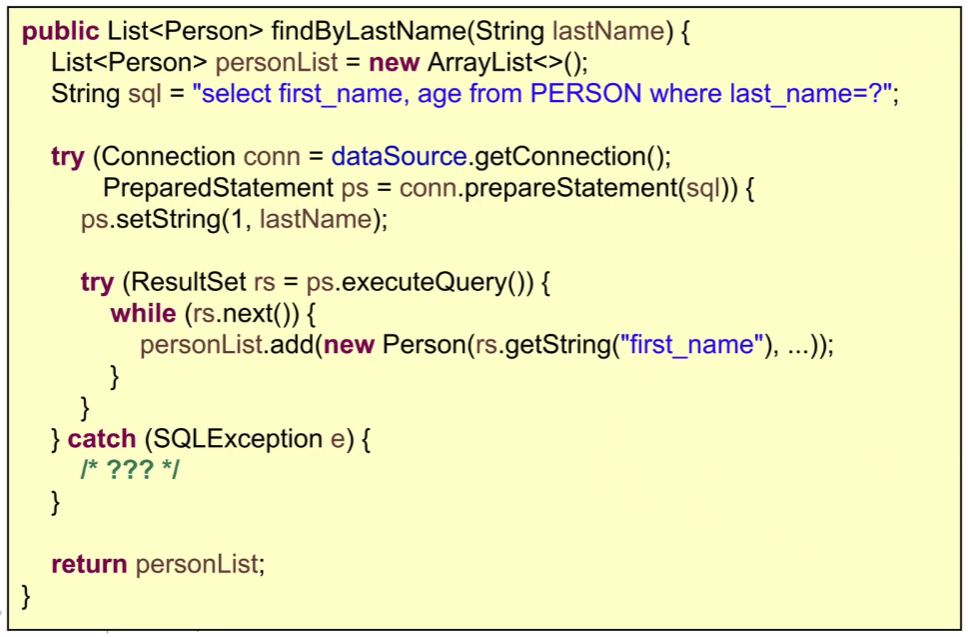 public List<Person> findByLastName(String lastName) {
List<Person> personList = new ArrayList<>();
String sql = "select first_name, age from PERSON where last_name=?";
try (Connection conn = dataSource.getConnection();
PreparedStatement ps = conn.prepareStatement(sql)) {
ps.setString(1, lastName);
try (ResultSet rs = ps.executeQuery()) {
while (rs.next()) {
personList.add(new Person(rs.getString("first_name"), ...));
}
}
} catch (SQLException e) {
/* ??? */
}
return personList;
}